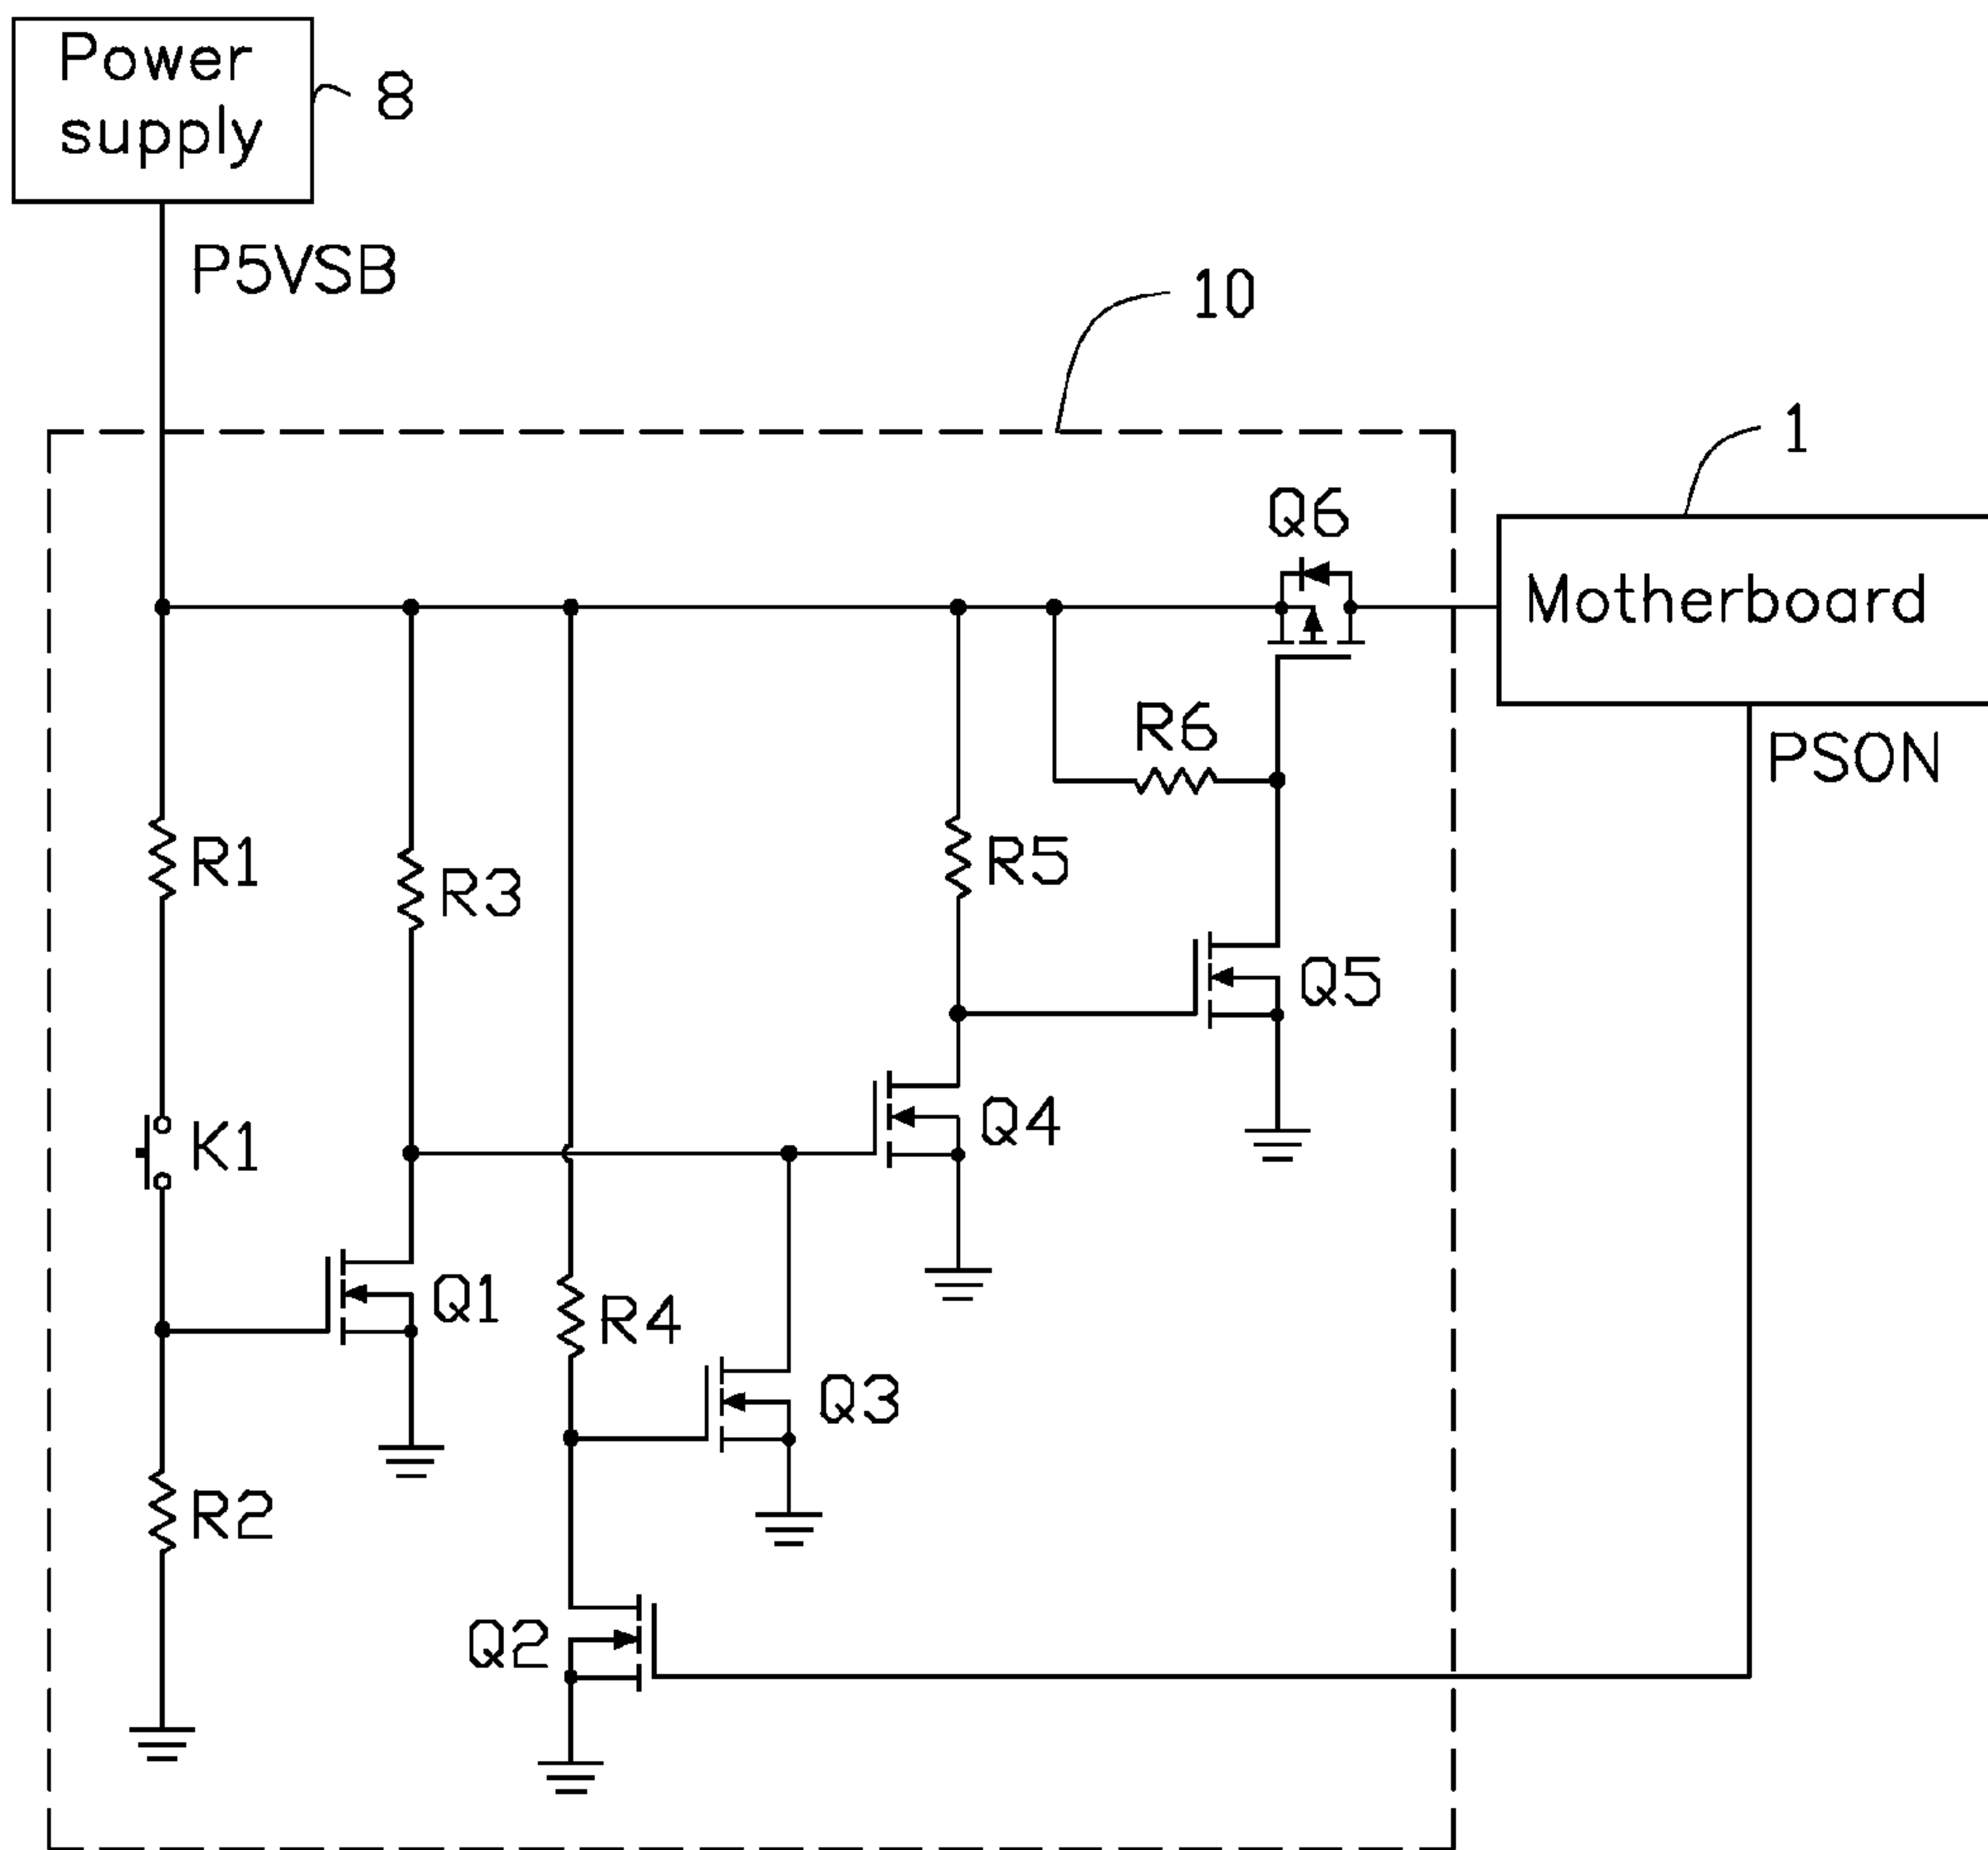 Power
supply
8
P5VSB
10
1
Q6
Motherboard
R6
PSON
R1
R3
R5
Q5
K1
Q4
Q1
R4
Q3
R2
Q2